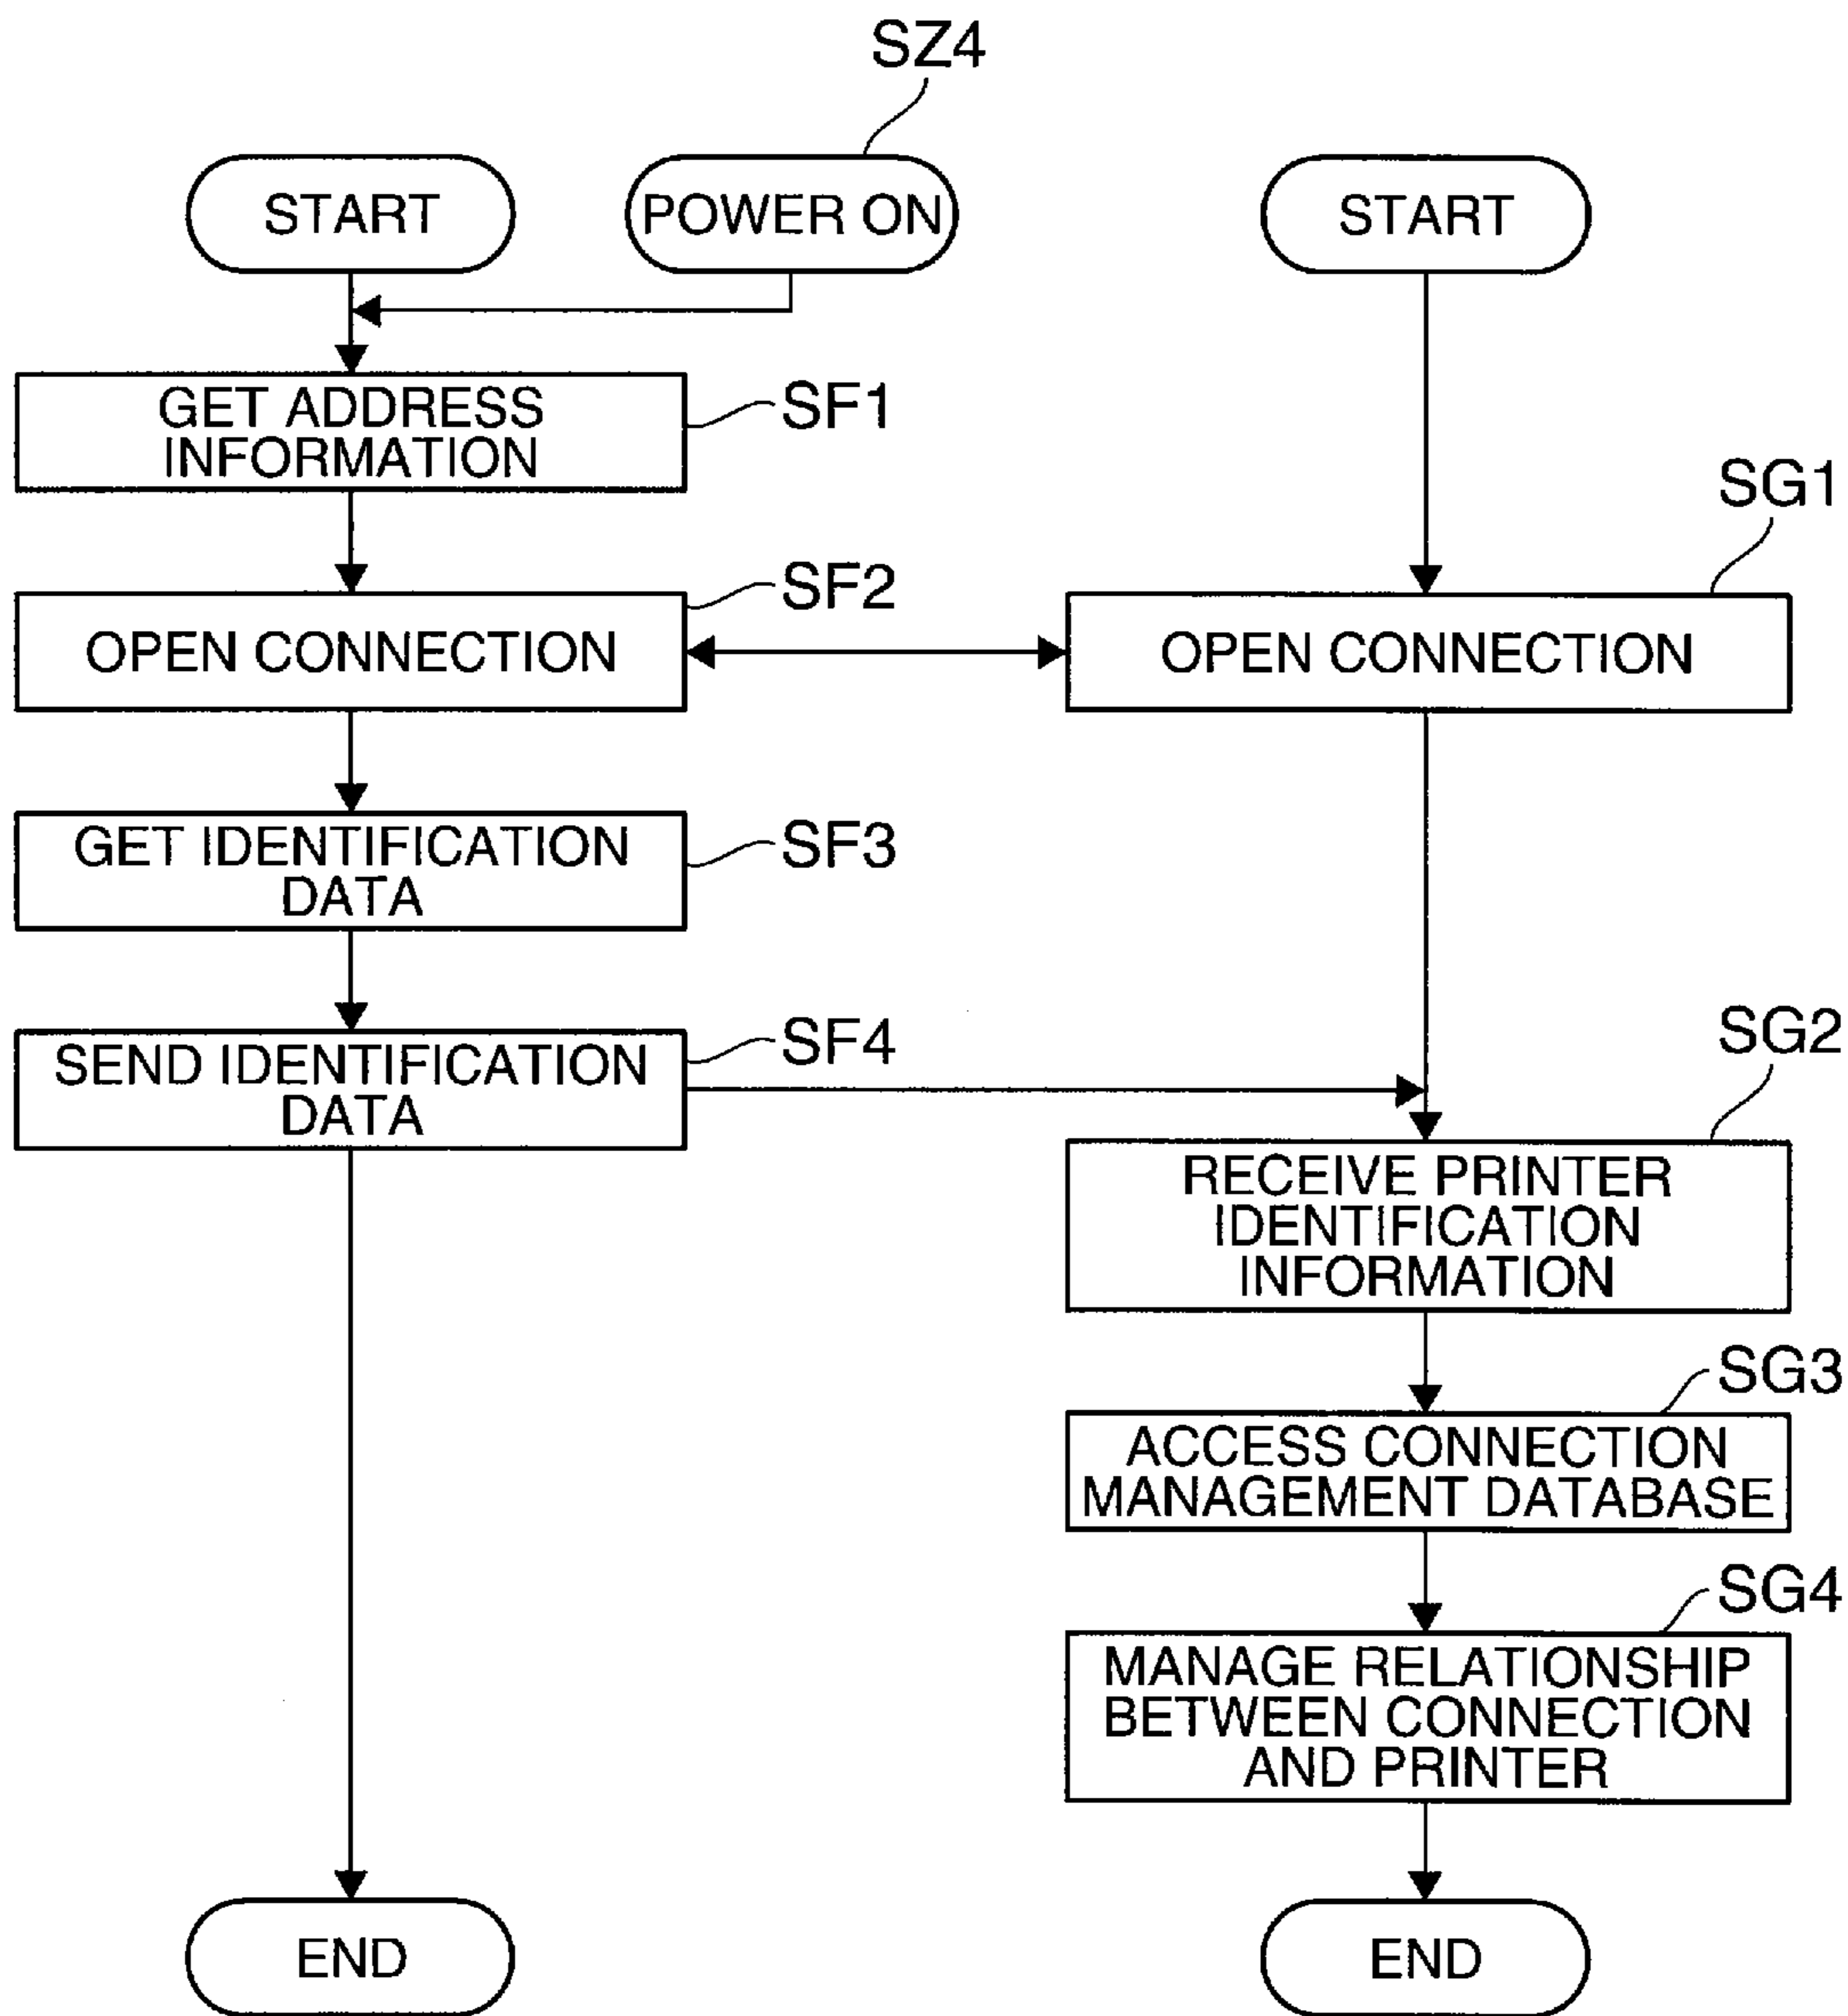 SZ4
START
POWER ON
START
GET ADDRESS
INFORMATION
SF1
SG1
OPEN CONNECTION
SF2
OPEN CONNECTION
GET IDENTIFICATION
DATA
SF3
SEND IDENTIFICATION
DATA
SF4
SG2
RECEIVE PRINTER
IDENTIFICATION
INFORMATION
SG3
ACCESS CONNECTION
MANAGEMENT DATABASE
SG4
MANAGE RELATIONSHIP
BETWEEN CONNECTION
AND PRINTER
END
END